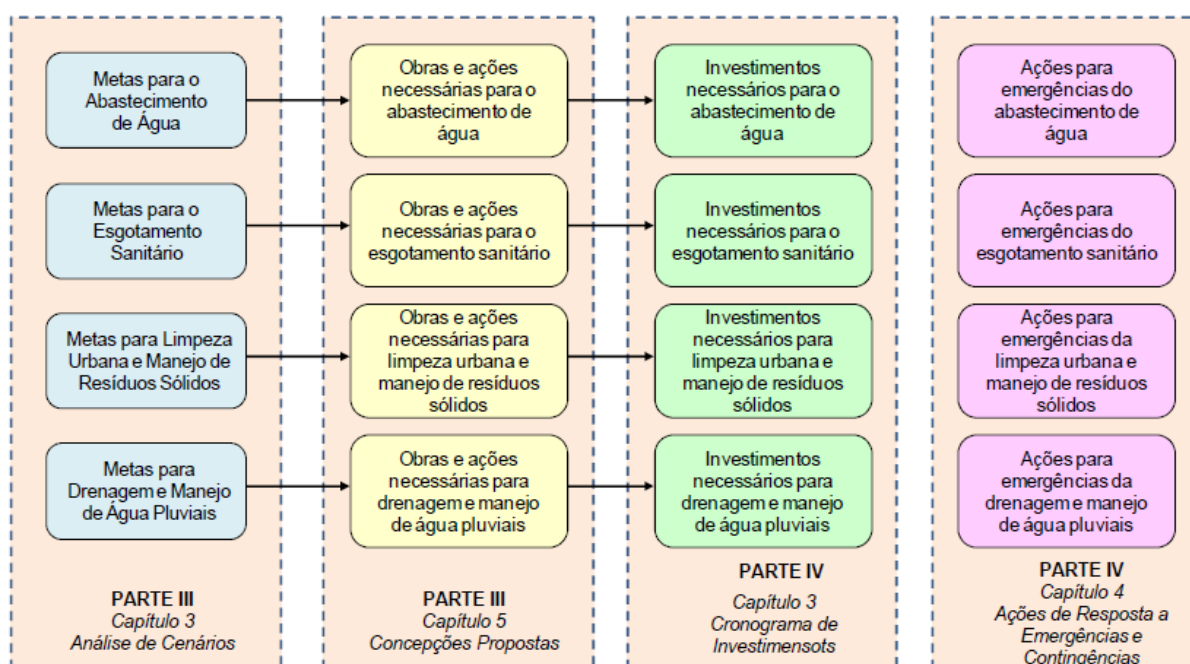 Metas para o
Abastecimento
de Água
Obras e ações
necessárias para o
abastecimento de
água
Investimentos
necessários para o
abastecimento de
água
Ações para
emergências do
abastecimento de
água
Metas para o
Esgotamento
Sanitário
Obras e ações
necessárias para o
esgotamento sanitário
Investimentos
necessários para o
esgotamento sanitário
Ações para
emergências do
esgotamento sanitário
Metas para Limpeza
Urbana e Manejo de
Resíduos Sólidos
Obras e ações
necessárias para
limpeza urbana e
manejo de resíduos
sólidos
Investimentos
necessários para
limpeza urbana e
manejo de resíduos
sólidos
Ações para
emergências da
limpeza urbana e
manejo de resíduos
sólidos
Metas para
Drenagem e Manejo
de Água Pluviais
Obras e ações
necessárias para
drenagem e manejo
de água pluviais
Investimentos
necessários para
drenagem e manejo
de água pluviais
Ações para
emergências da
drenagem e manejo
de água pluviais
PARTE III
Capítulo 3
Análise de Cenários
PARTE III
Capítulo 5
Concepções Propostas
PARTE IV
Capítulo 3
Cronograma de
Investimensots
PARTE IV
Capítulo 4
Ações de Resposta a
Emergências e
Contingências